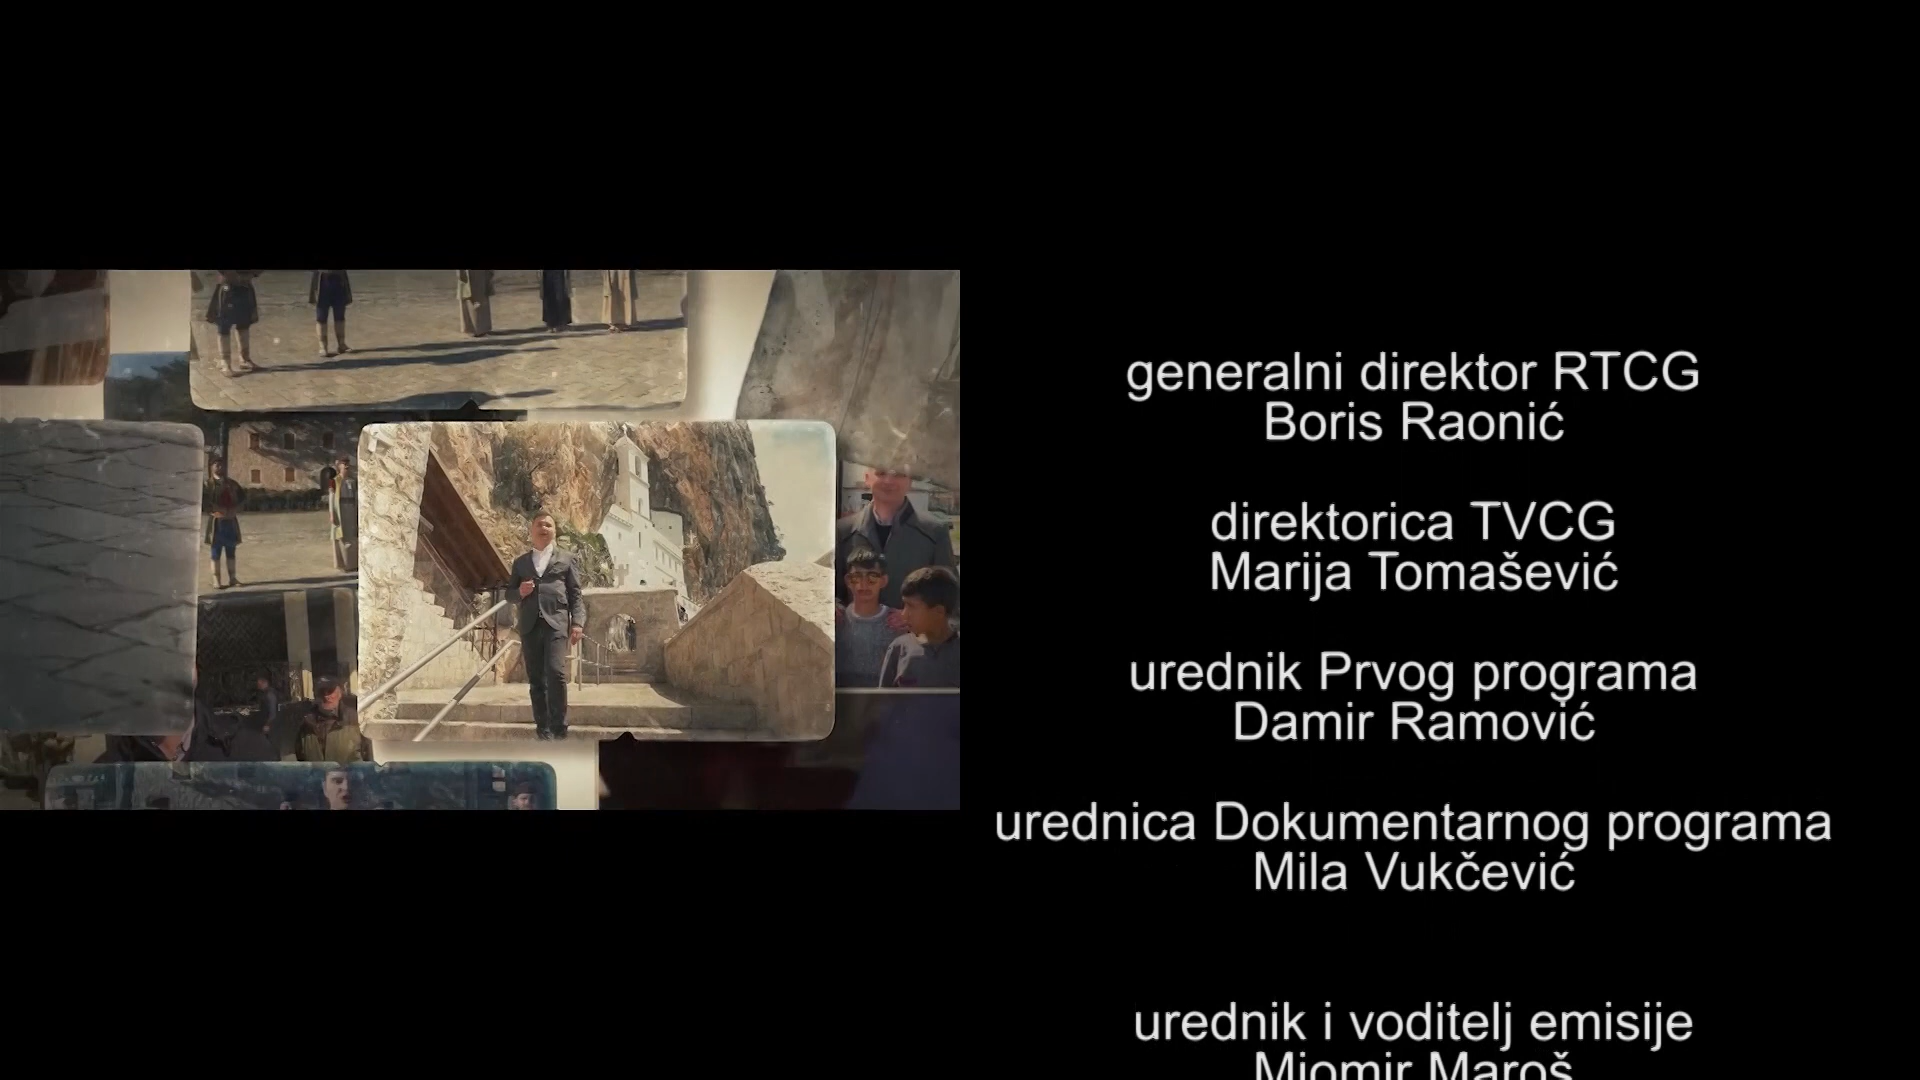 generalni direktor RTCG
Boris Raonić
direktorica TVCG
Marija Tomašević
urednik Prvog programa
Damir Ramović
urednica Dokumentarnog programa
Mila Vukčević
urednik i voditelj emisije
Miomir Maroš